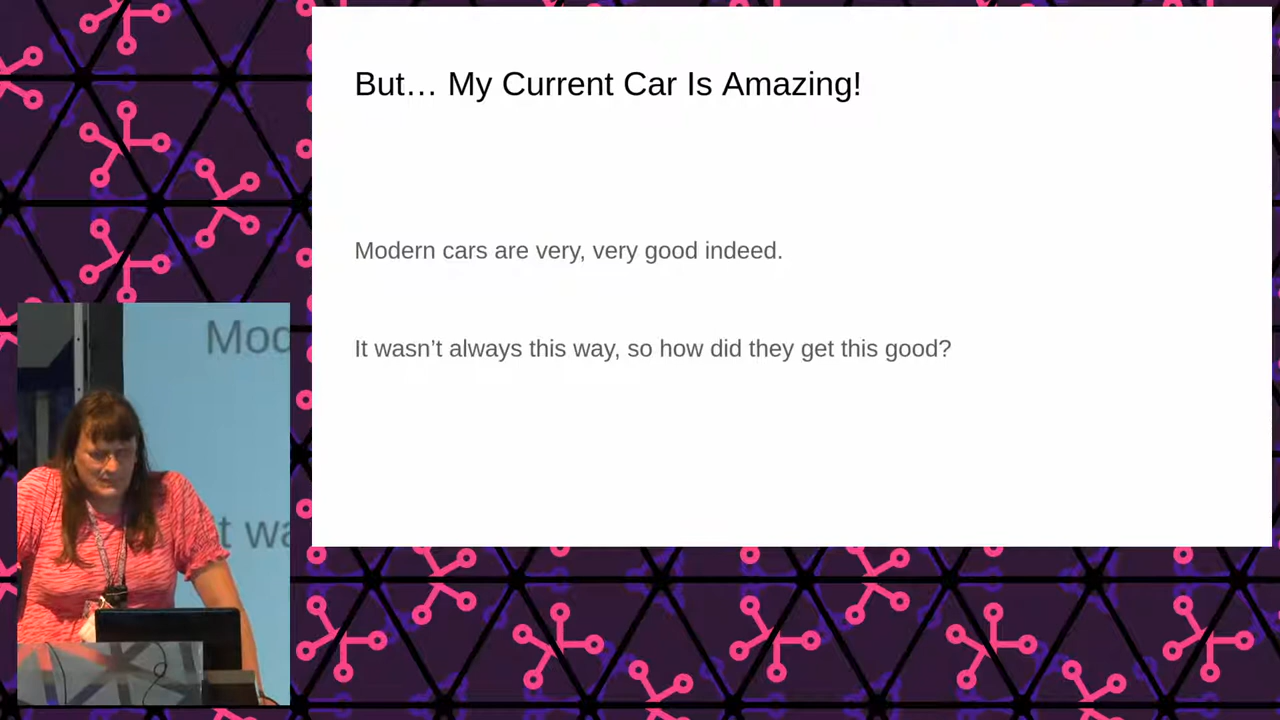 But… My Current Car Is Amazing!
Modern cars are very, very good indeed.
It wasn’t always this way, so how did they get this good?
Mod
t wa